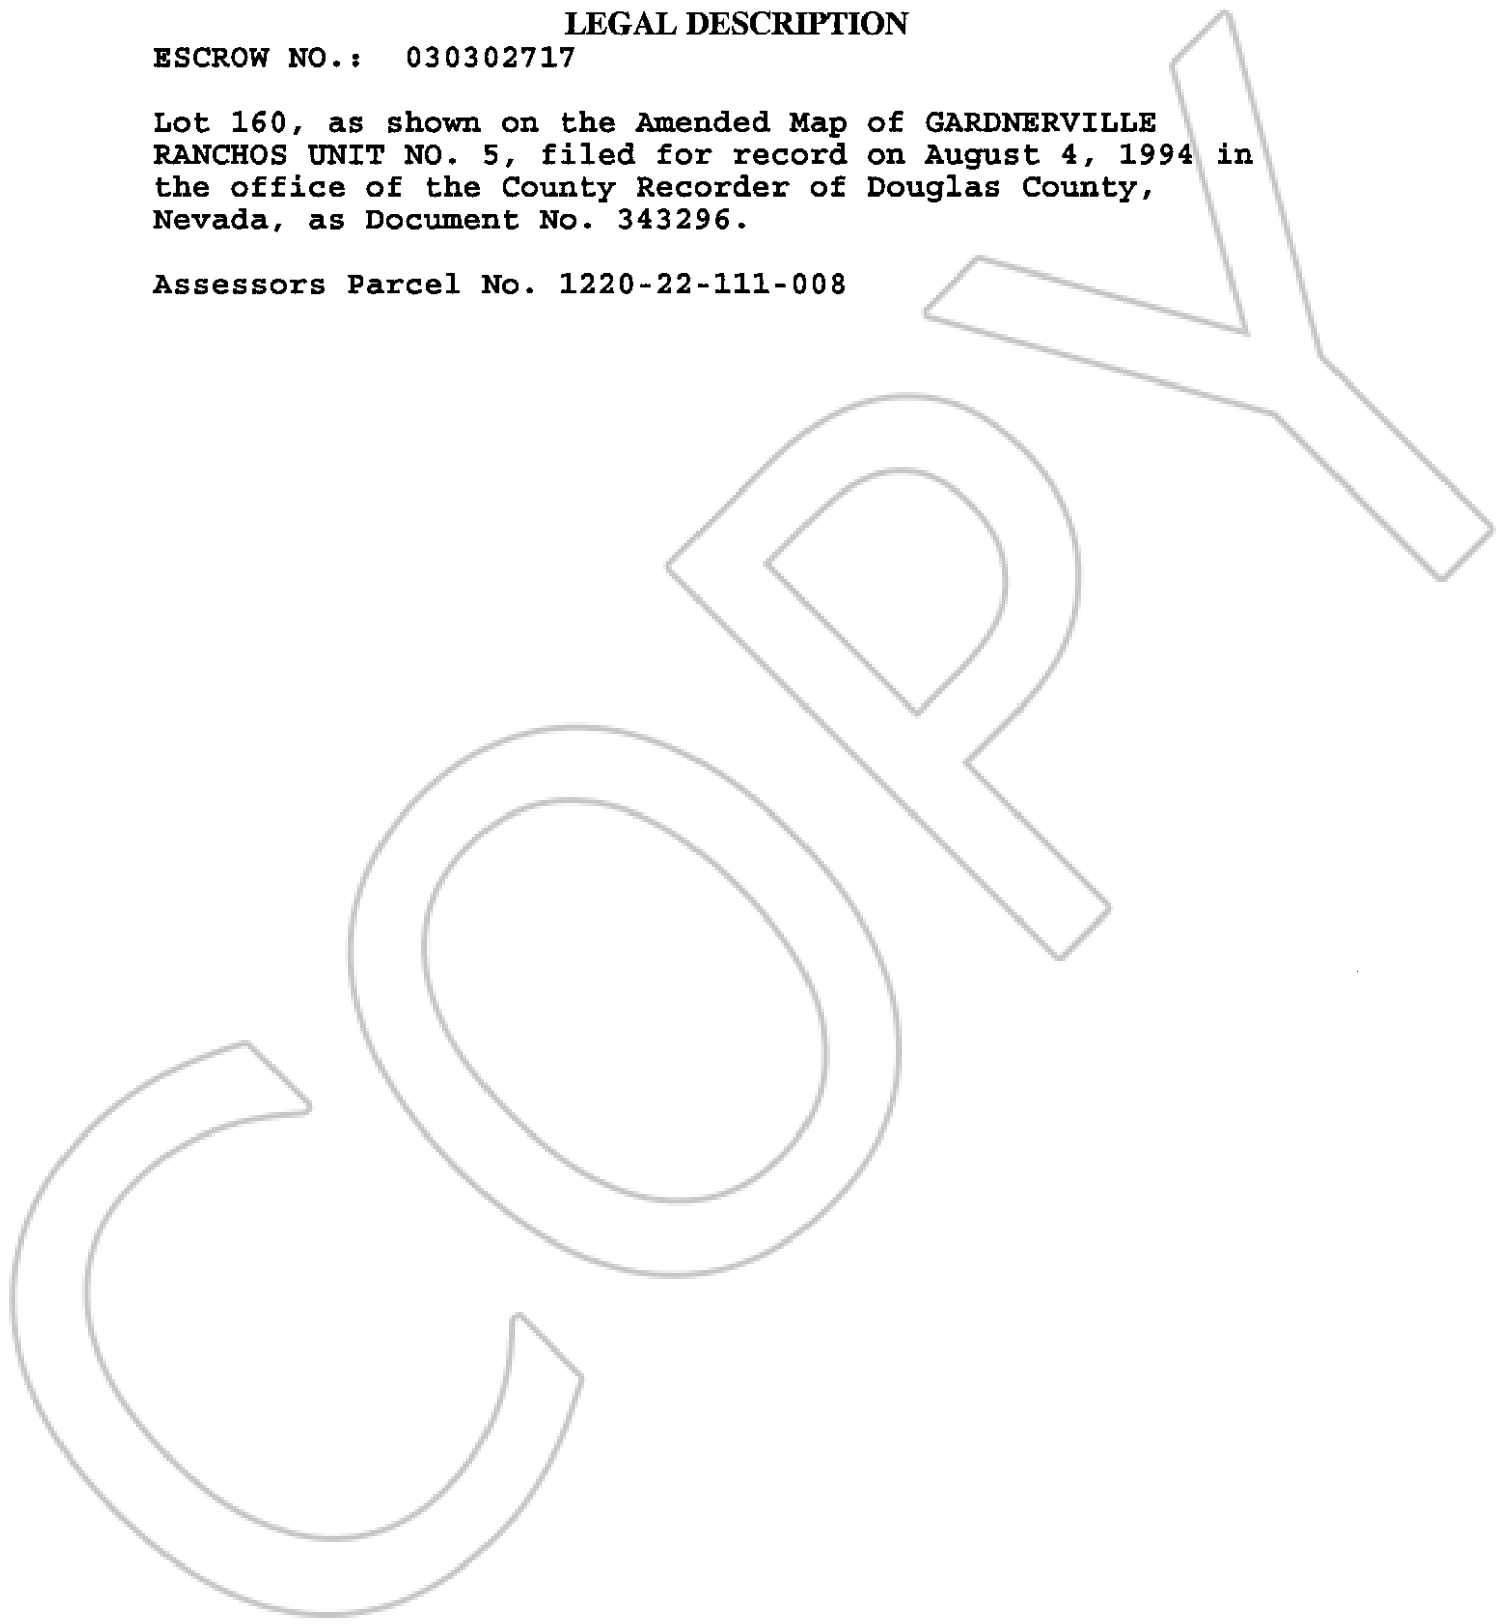 LEGAL DESCRIPTION
ESCROW NO.: 030302717
Lot 160, as shown on the Amended Map of GARDNERVILLE
RANCHOS UNIT NO. 5, filed for record on August 4, 1994 in
the office of the County Recorder of Douglas County,
Nevada, as Document No. 343296.
Assessors Parcel No. 1220-22-111-008
COPY